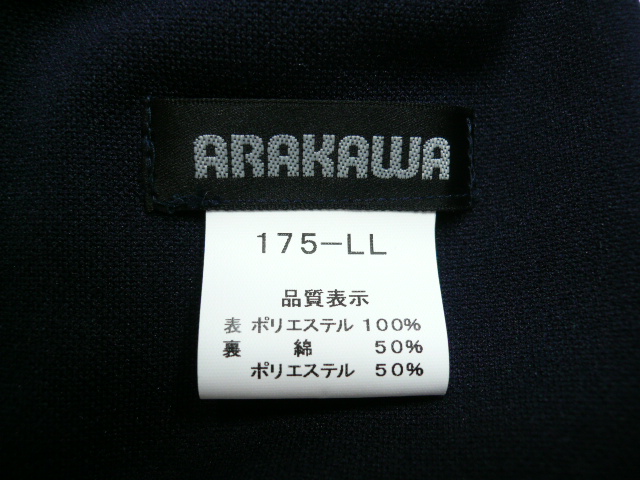 ARAKAWA
175-LL
品質表示
表 ポリエステル 100%
裏 綿 50%
ポリエステル 50%